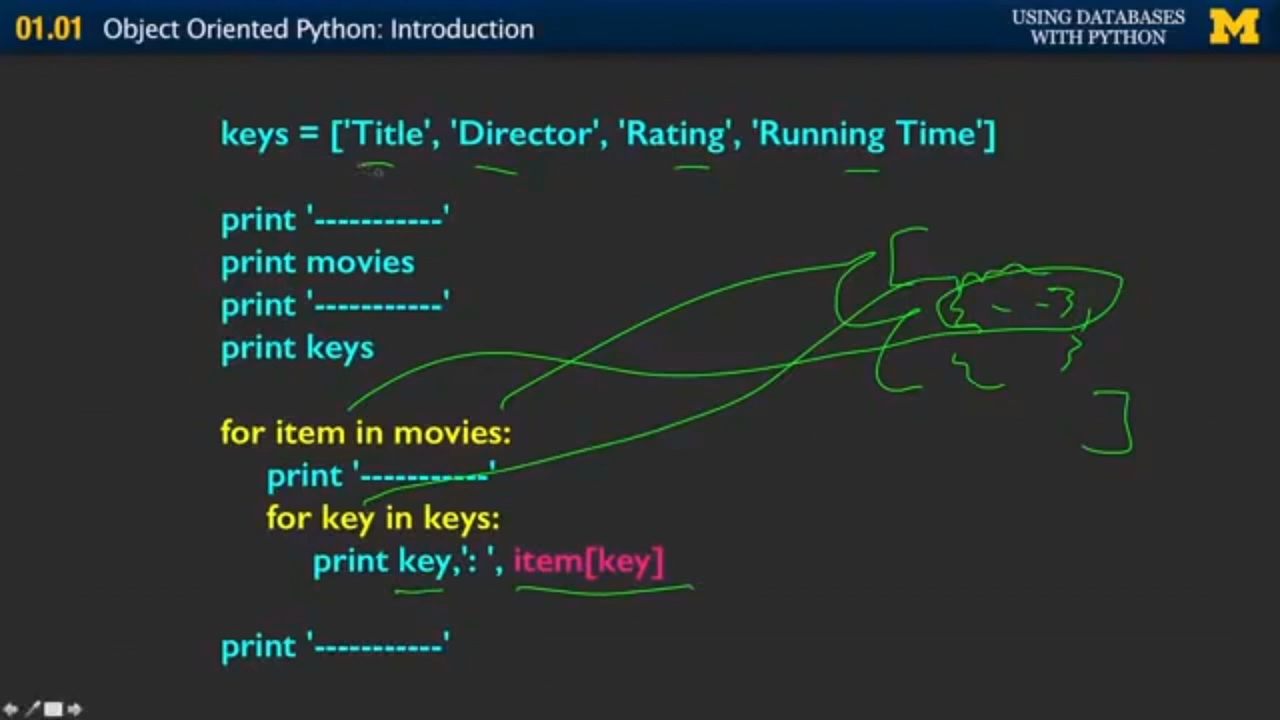 01.01 Object Oriented Python: Introduction
USING DATABASES
WITH PYTHON
M
keys = ['Title', 'Director', 'Rating', 'Running Time']
print '-----------'
print movies
print '-----------'
print keys
for item in movies:
print '-----------'
for key in keys:
print key,': ', item[key]
print '-----------'